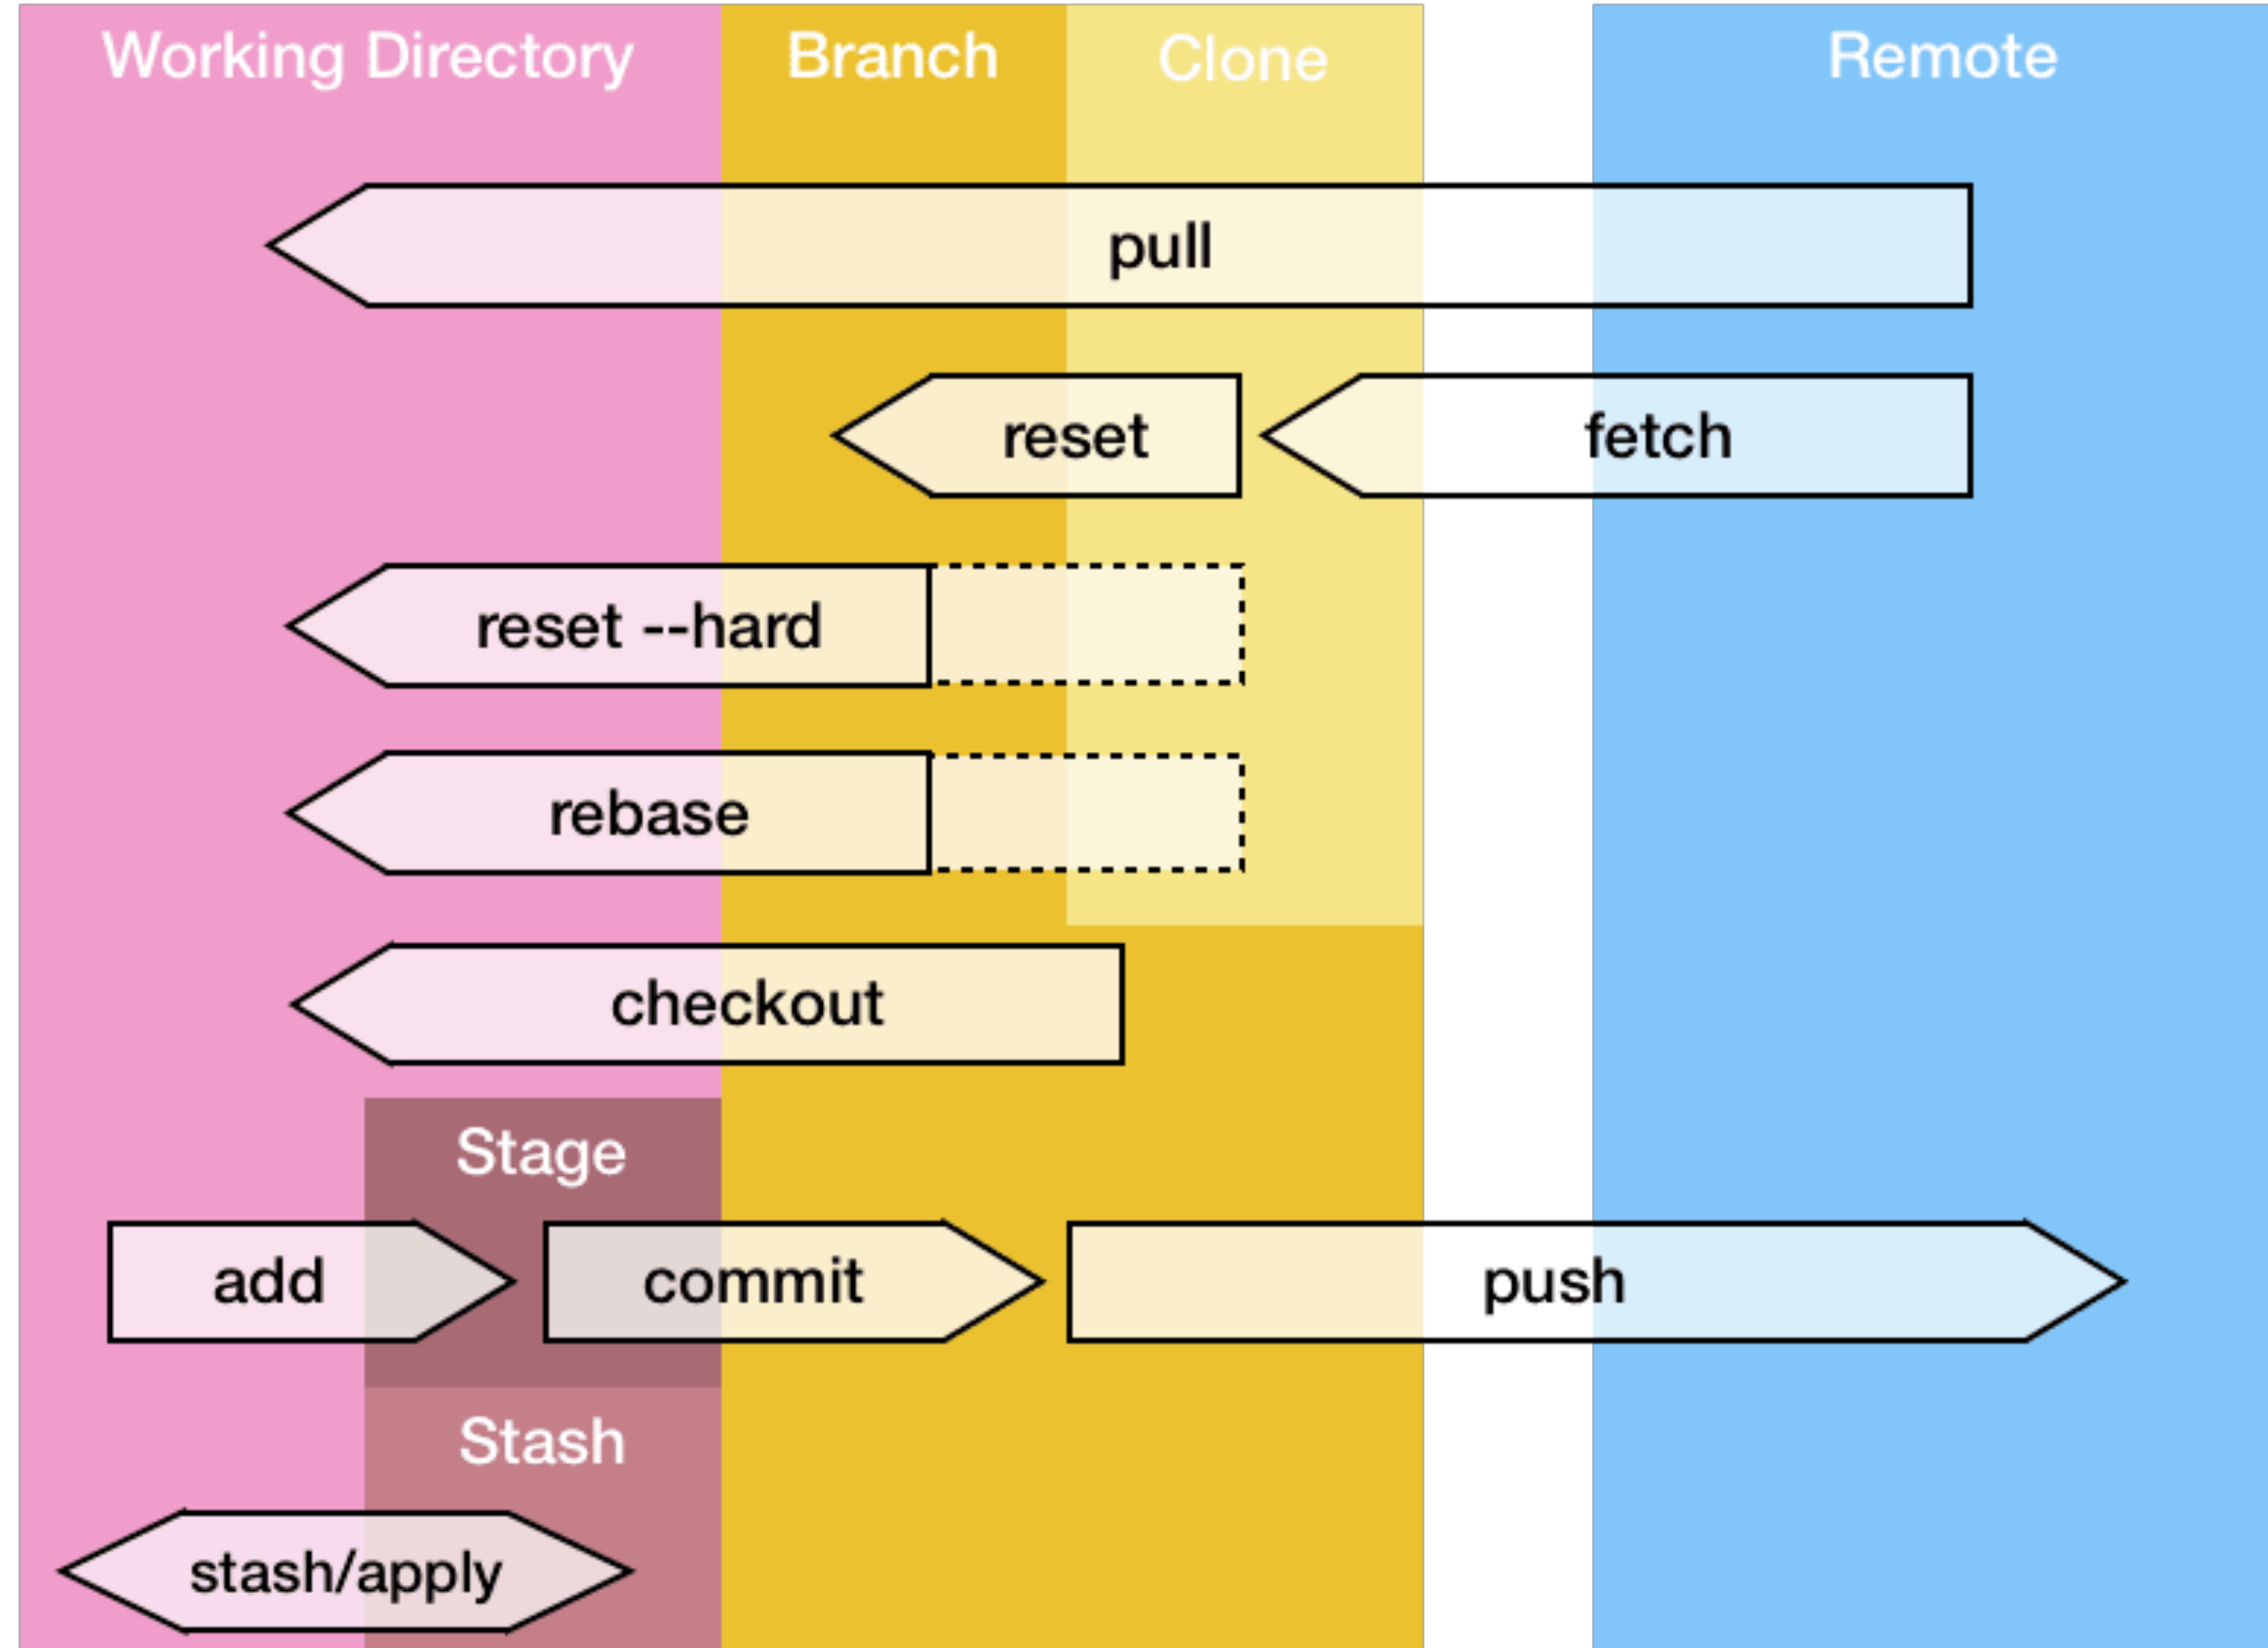 Working Directory
Branch
Clone
Remote
pull
reset
fetch
reset --hard
rebase
checkout
Stage
add
commit
push
Stash
stash/apply